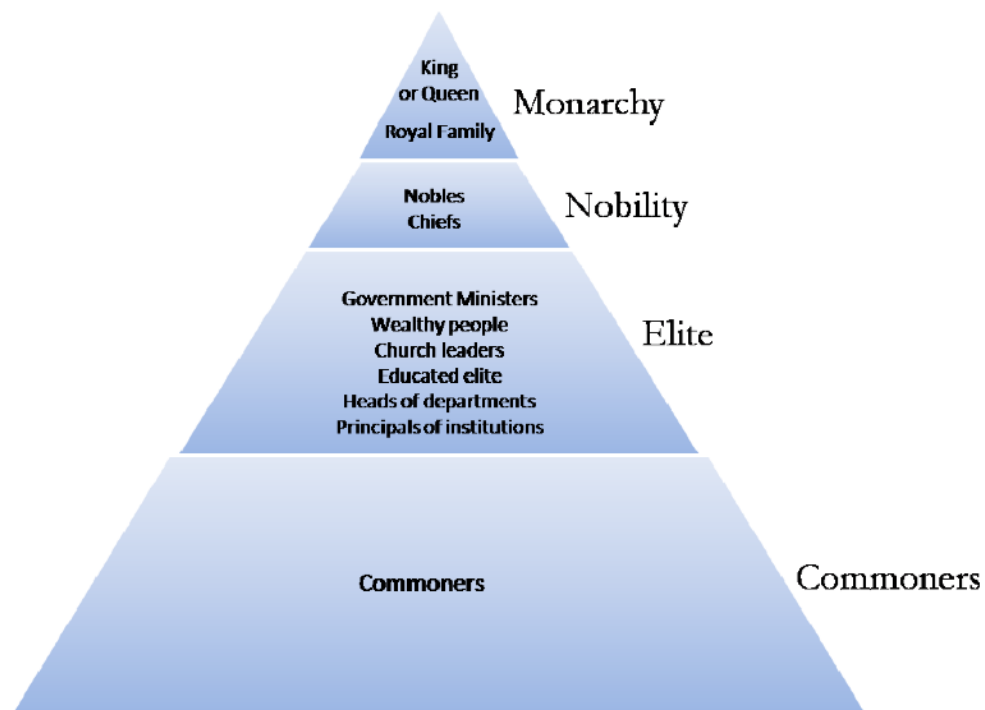 King
or Queen
Royal Family
Monarchy
Nobles
Chiefs
Nobility
Government Ministers
Wealthy people
Church leaders
Educated elite
Heads of departments
Principals of institutions
Elite
Commoners
Commoners